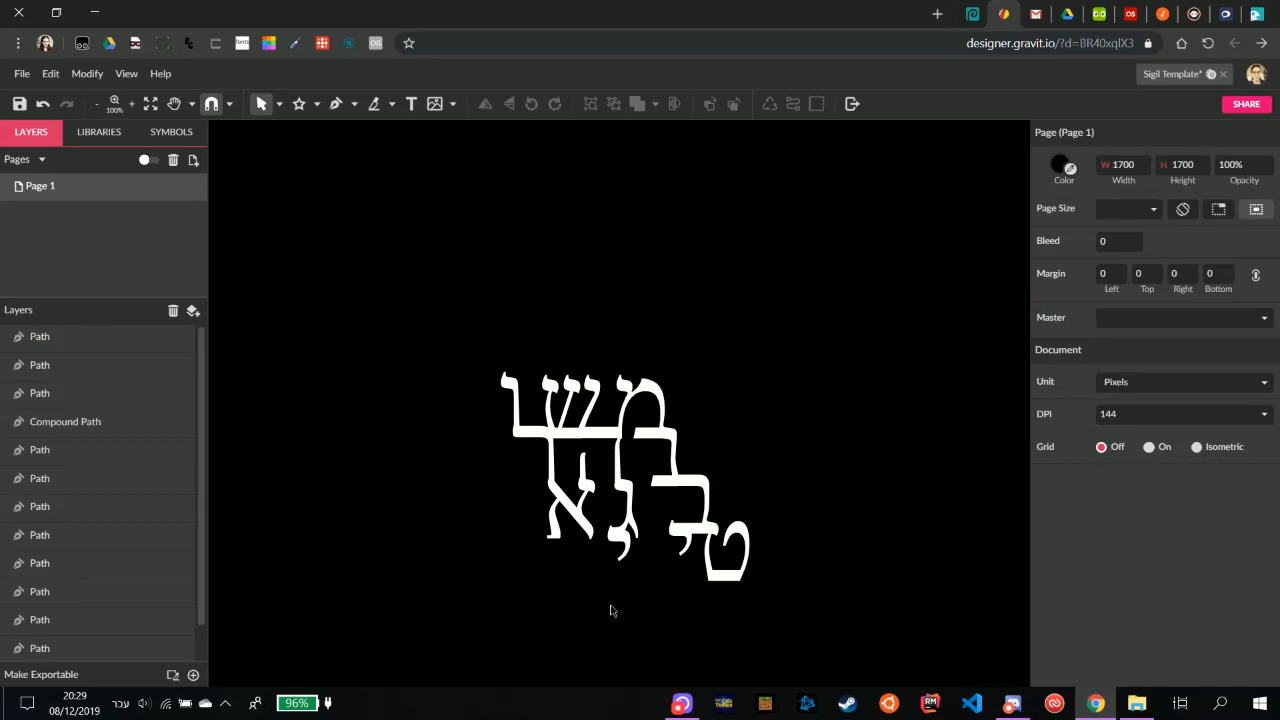 designer.gravit.io/?d=BR40xqlX3
File Edit Modify View Help
Sigil Template*
100%
SHARE
LAYERS LIBRARIES SYMBOLS
Pages
Page 1
Layers
Path
Path
Path
Compound Path
Path
Path
Path
Path
Path
Path
Path
Path
Make Exportable
Page (Page 1)
W 1700 H 1700 100%
Color Width Height Opacity
Page Size
Bleed 0
Margin 0 0 0 0
Left Top Right Bottom
Master
Document
Unit Pixels
DPI 144
Grid Off On Isometric
20:29
08/12/2019
עבר
96%